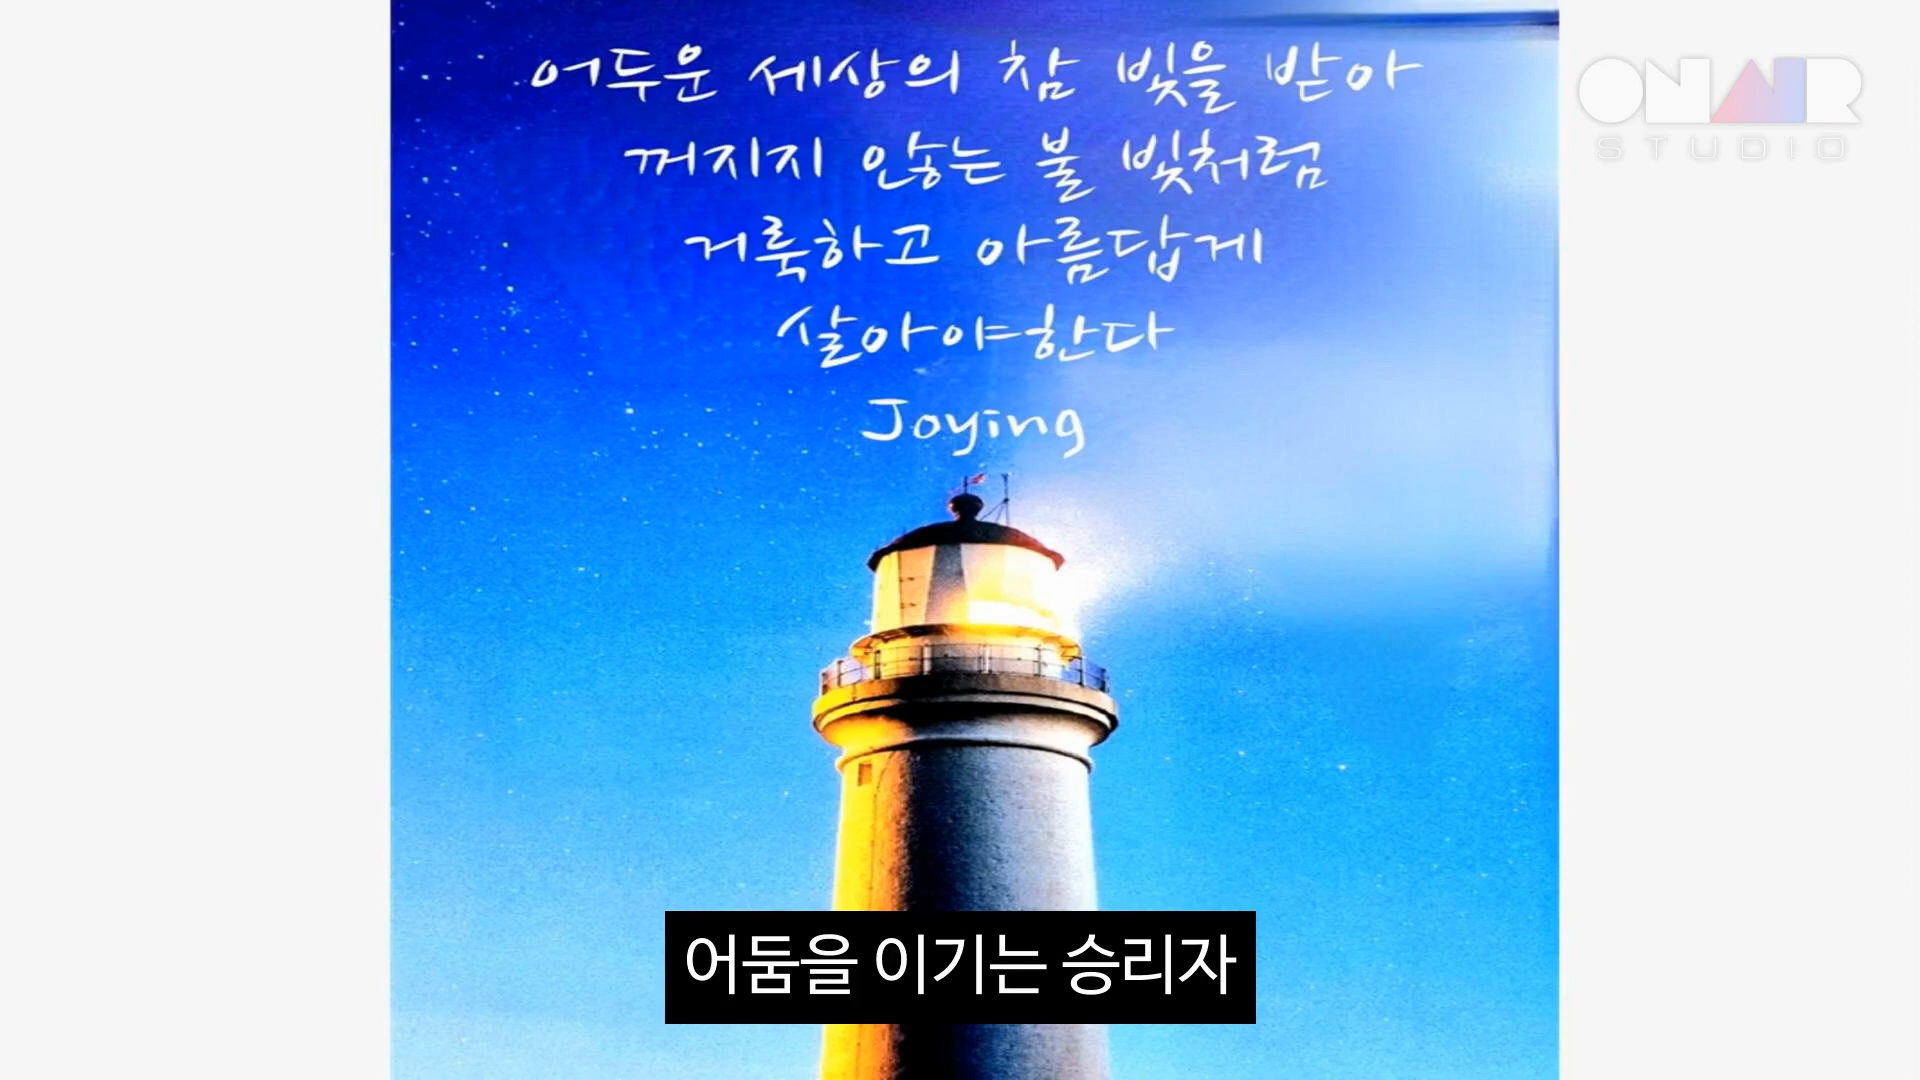 어두운 세상의 참 빛을 받아
꺼지지 않는 불 빛처럼
거룩하고 아름답게
살아야한다
Joying
ONAIR
STUDIO
어둠을 이기는 승리자